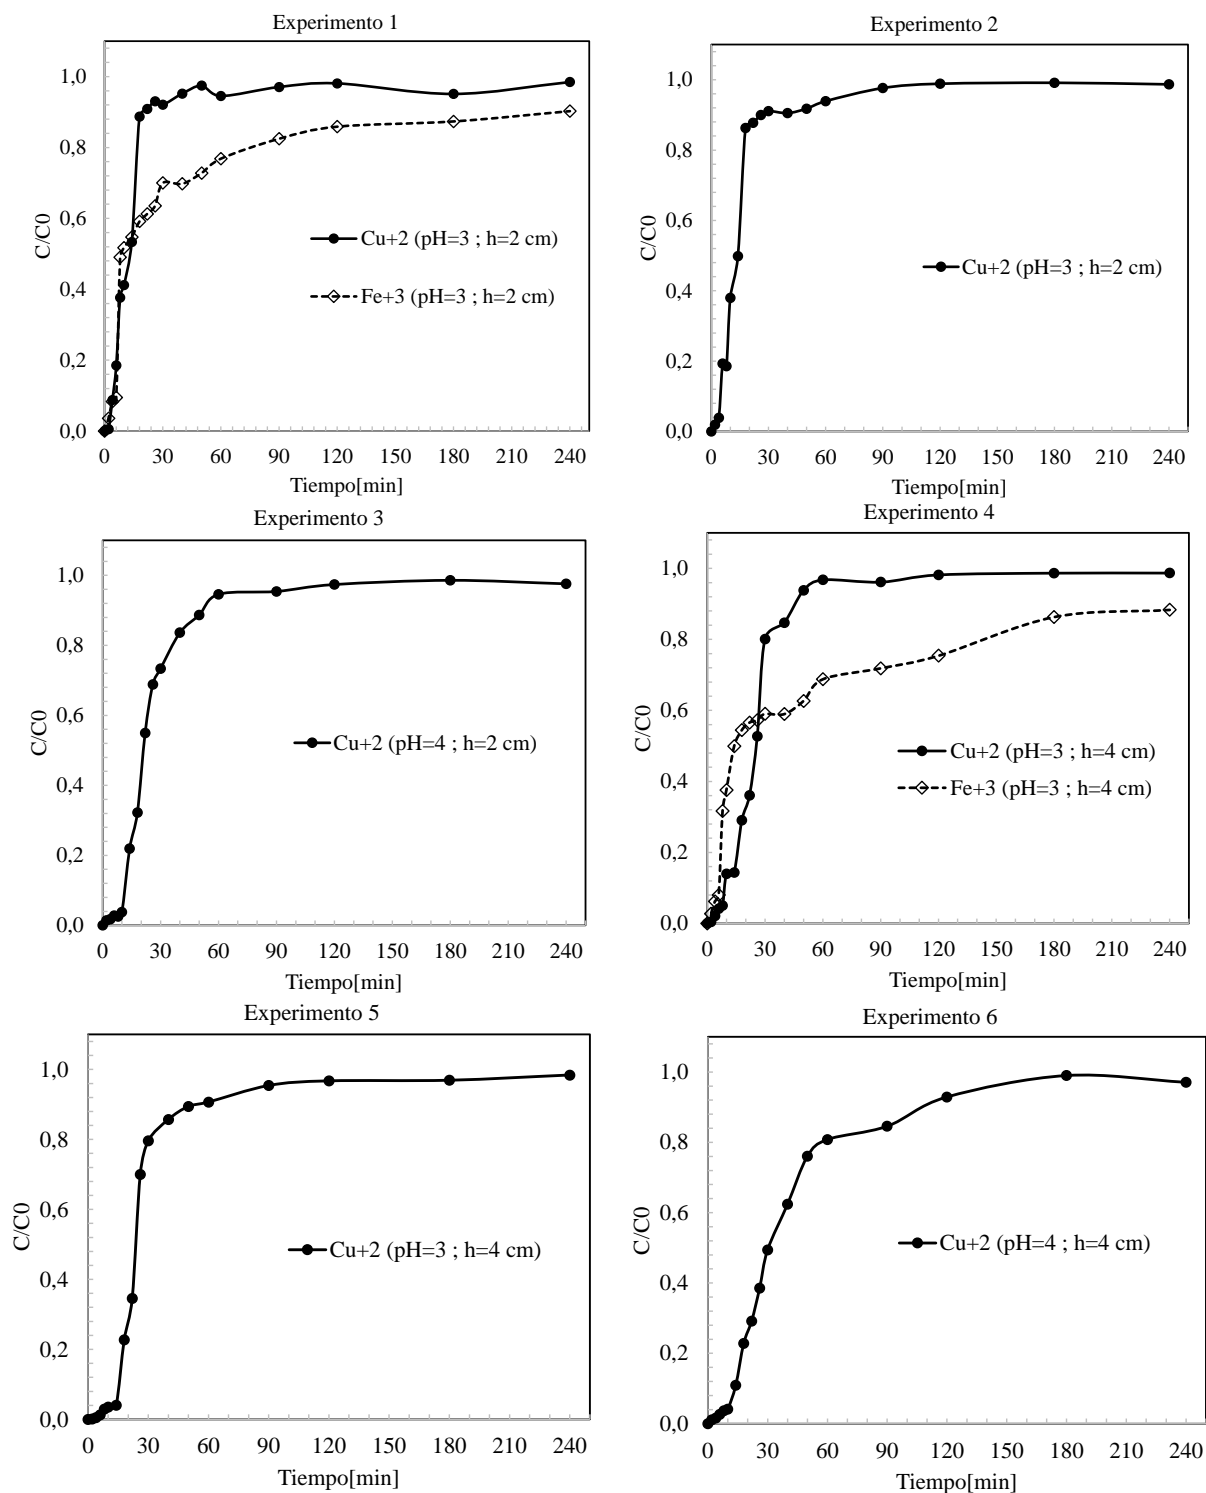 Experimento 1
1,0
0,8
0,6
0,4
0,2
0,0
C/C0
Cu+2 (pH=3 ; h=2 cm)
Fe+3 (pH=3 ; h=2 cm)
0 30 60 90 120 150 180 210 240
Tiempo[min]
Experimento 2
1,0
0,8
0,6
0,4
0,2
0,0
C/C0
Cu+2 (pH=3 ; h=2 cm)
0 30 60 90 120 150 180 210 240
Tiempo[min]
Experimento 3
1,0
0,8
0,6
0,4
0,2
0,0
C/C0
Cu+2 (pH=4 ; h=2 cm)
0 30 60 90 120 150 180 210 240
Tiempo[min]
Experimento 4
1,0
0,8
0,6
0,4
0,2
0,0
C/C0
Cu+2 (pH=3 ; h=4 cm)
Fe+3 (pH=3 ; h=4 cm)
0 30 60 90 120 150 180 210 240
Tiempo[min]
Experimento 5
1,0
0,8
0,6
0,4
0,2
0,0
C/C0
Cu+2 (pH=3 ; h=4 cm)
0 30 60 90 120 150 180 210 240
Tiempo[min]
Experimento 6
1,0
0,8
0,6
0,4
0,2
0,0
C/C0
Cu+2 (pH=4 ; h=4 cm)
0 30 60 90 120 150 180 210 240
Tiempo[min]